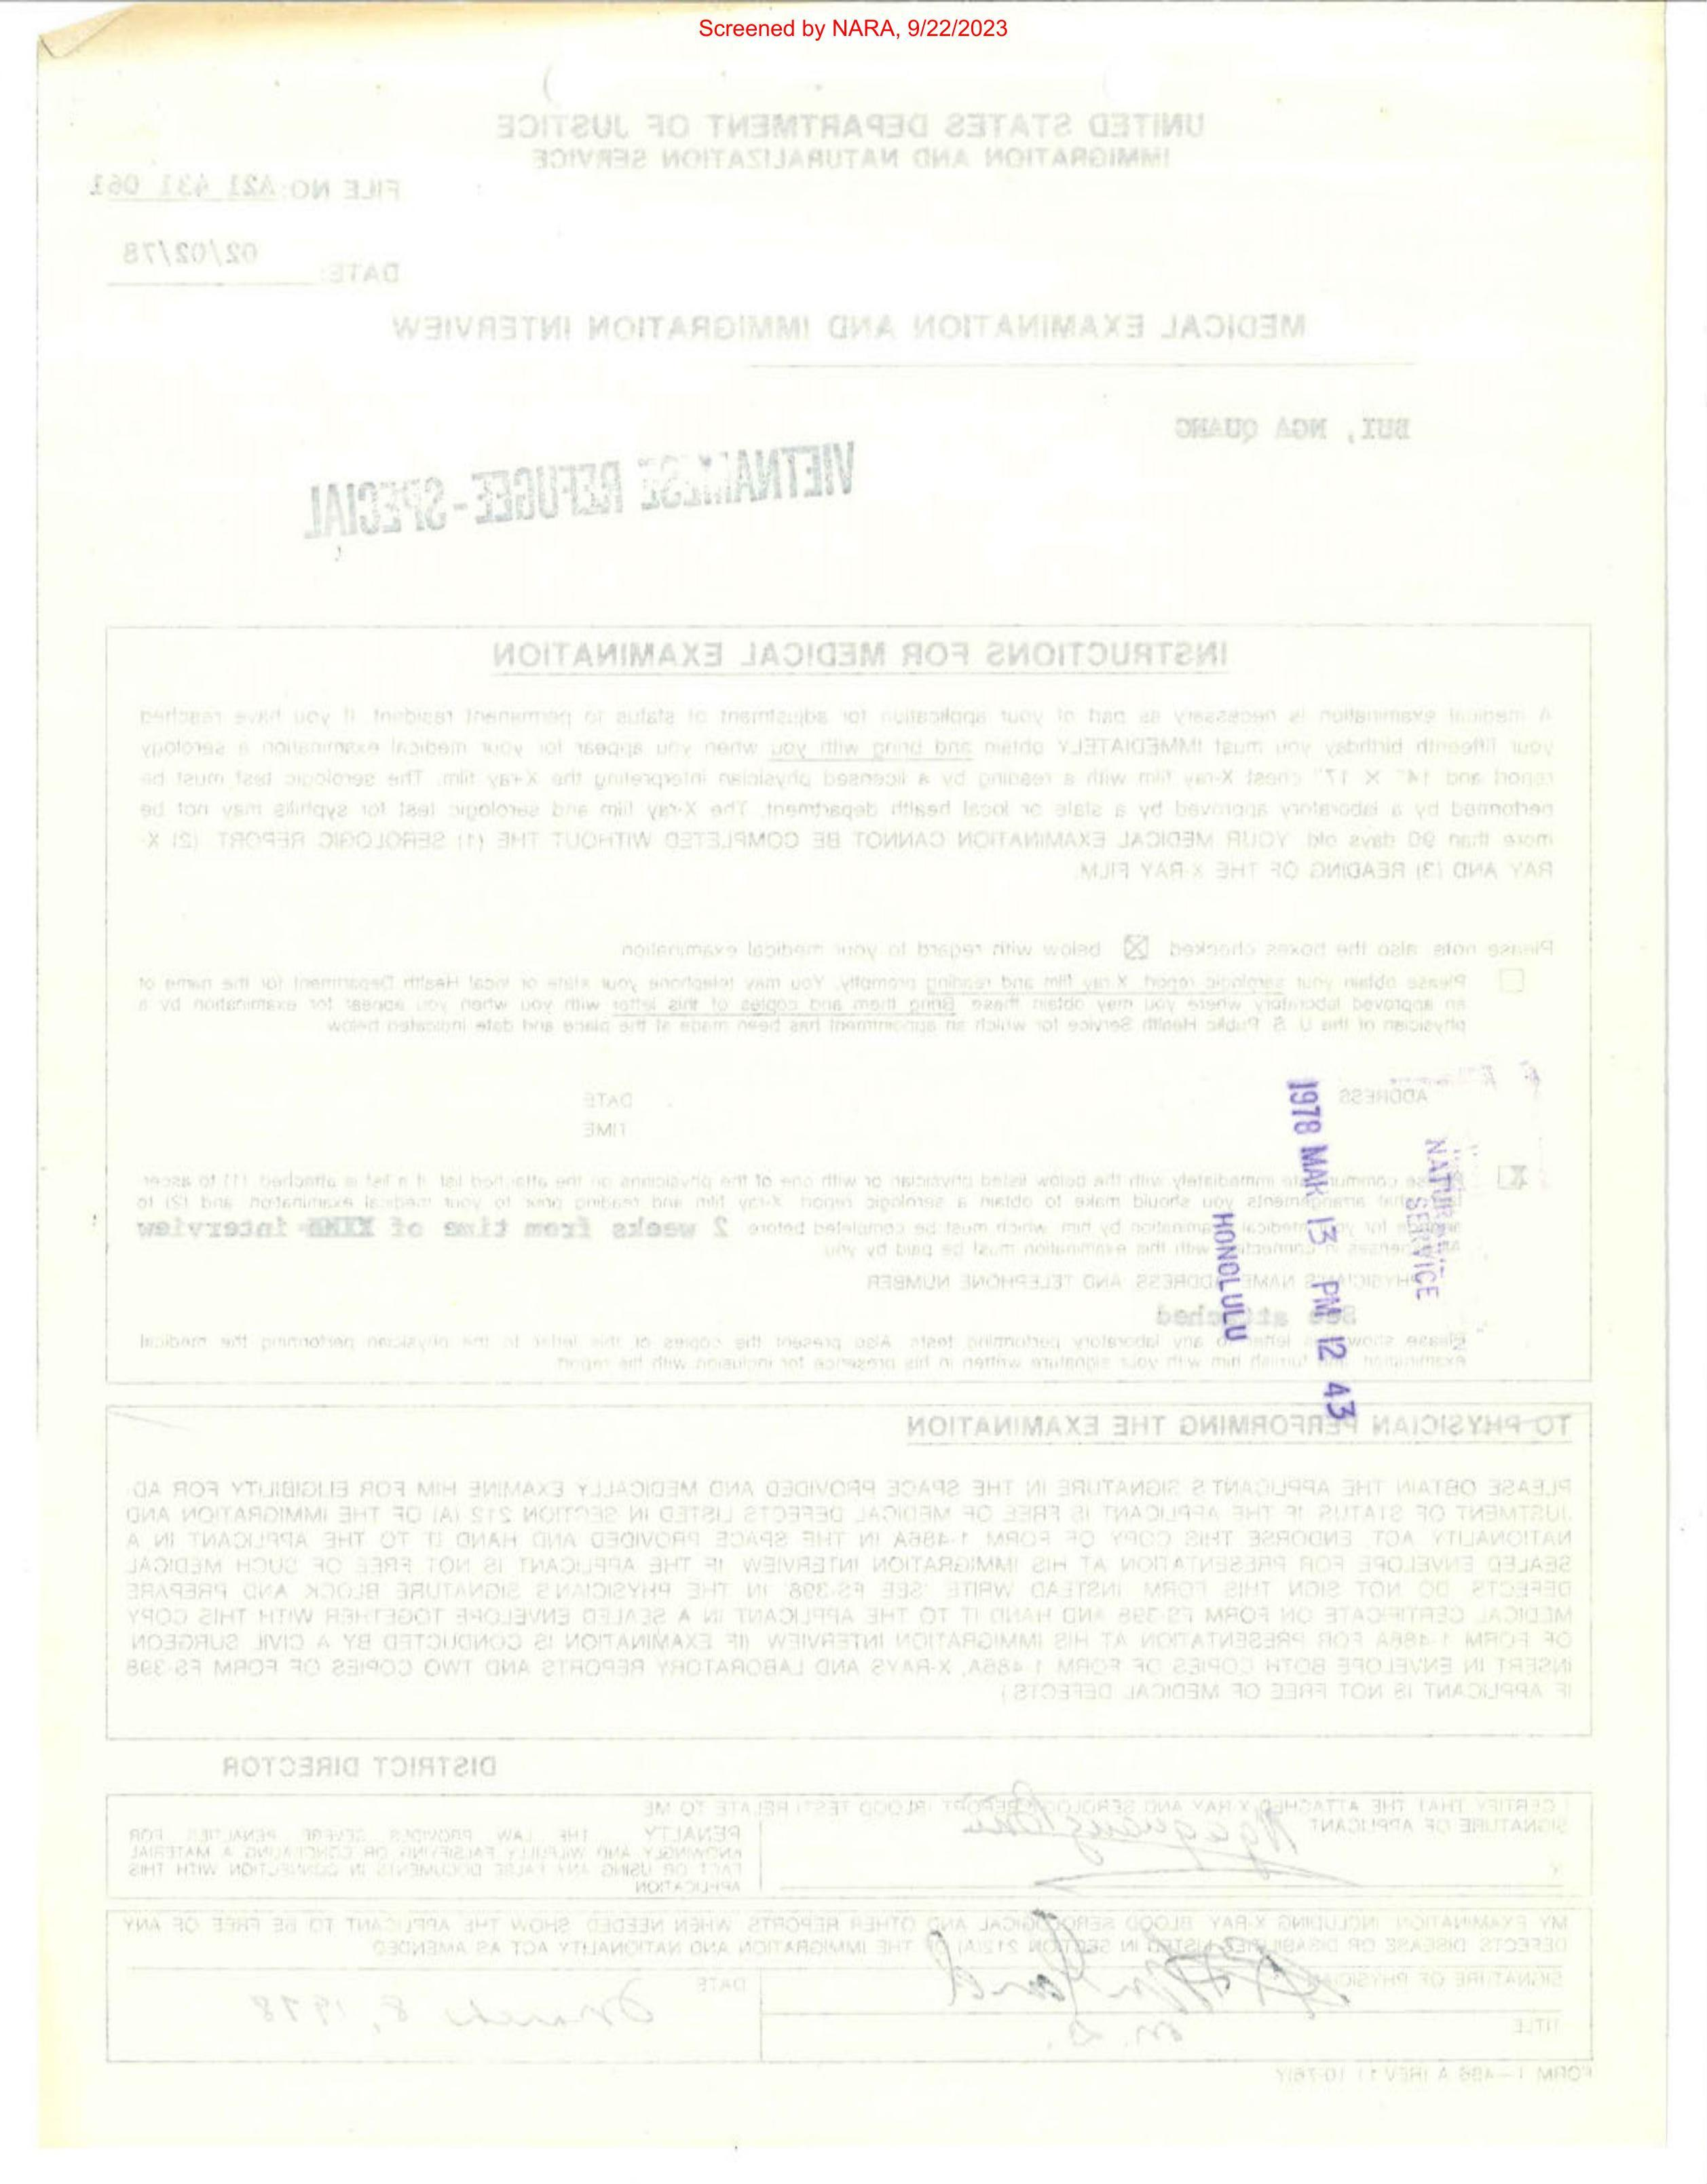 Screened by NARA, 9/22/2023
UNITED STATES DEPARTMENT OF JUSTICE
IMMIGRATION AND NATURALIZATION SERVICE
FILE NO: A21 431 061
DATE: 02/02/78
MEDICAL EXAMINATION AND IMMIGRATION INTERVIEW
BUI, NGA QUANG
VIETNAMESE REFUGEE - SPECIAL
INSTRUCTIONS FOR MEDICAL EXAMINATION
A medical examination is necessary as part of your application for adjustment of status to permanent resident. If you have reached
your fifteenth birthday you must IMMEDIATELY obtain and bring with you when you appear for your medical examination a serology
report and 14" X 17" chest X-ray film with a reading by a licensed physician interpreting the X-ray film. The serologic test must be
performed by a laboratory approved by a state or local health department. The X-ray film and serologic test for syphilis may not be
more than 90 days old. YOUR MEDICAL EXAMINATION CANNOT BE COMPLETED WITHOUT THE (1) SEROLOGIC REPORT (2) X-
RAY AND (3) READING OF THE X-RAY FILM.
Please note also the boxes checked ☒ below with regard to your medical examination
Please obtain your serologic report, X-ray film and reading promptly. You may telephone your state or local Health Department for the name of
an approved laboratory where you may obtain these. Bring them and copies of this letter with you when you appear for examination by a
physician of the U S Public Health Service for which an appointment has been made at the place and date indicated below
ADDRESS
DATE
TIME
X
communicate immediately with the below listed physician or with one of the physicians on the attached list if a list is attached (1) to
arrangements you should make to obtain a serologic report X-ray film and reading prior to your medical examination and (2) to
for your medical examination by him which must be completed before 2 weeks from time of interview
with the examination must be paid by you
PHYSICIAN'S NAME ADDRESS AND TELEPHONE NUMBER
See attached
Please show this letter to any laboratory performing tests Also present the copies of this letter to the physician performing the medical
examination and furnish him with your signature written in his presence for inclusion with the report
NATURALIZ
SERVICE
1978 MAR 13 PM 12 43
HONOLULU
TO PHYSICIAN PERFORMING THE EXAMINATION
PLEASE OBTAIN THE APPLICANT'S SIGNATURE IN THE SPACE PROVIDED AND MEDICALLY EXAMINE HIM FOR ELIGIBILITY FOR AD-
JUSTMENT OF STATUS IF THE APPLICANT IS FREE OF MEDICAL DEFECTS LISTED IN SECTION 212 (A) OF THE IMMIGRATION AND
NATIONALITY ACT ENDORSE THIS COPY OF FORM I-486A IN THE SPACE PROVIDED AND HAND IT TO THE APPLICANT IN A
SEALED ENVELOPE FOR PRESENTATION AT HIS IMMIGRATION INTERVIEW IF THE APPLICANT IS NOT FREE OF SUCH MEDICAL
DEFECTS DO NOT SIGN THIS FORM INSTEAD WRITE "SEE FS-398" IN THE PHYSICIAN'S SIGNATURE BLOCK AND PREPARE
MEDICAL CERTIFICATE ON FORM FS-398 AND HAND IT TO THE APPLICANT IN A SEALED ENVELOPE TOGETHER WITH THIS COPY
OF FORM I-486A FOR PRESENTATION AT HIS IMMIGRATION INTERVIEW (IF EXAMINATION IS CONDUCTED BY A CIVIL SURGEON
INSERT IN ENVELOPE BOTH COPIES OF FORM I-486A, X-RAYS AND LABORATORY REPORTS AND TWO COPIES OF FORM FS-398
IF APPLICANT IS NOT FREE OF MEDICAL DEFECTS)
DISTRICT DIRECTOR
I CERTIFY THAT THE ATTACHED X-RAY AND SEROLOGY REPORT (BLOOD TEST) RELATE TO ME
SIGNATURE OF APPLICANT
Ngaquang Bui
PENALTY THE LAW PROVIDES SEVERE PENALTIES FOR
KNOWINGLY AND WILFULLY FALSIFYING OR CONCEALING A MATERIAL
FACT OR USING ANY FALSE DOCUMENTS IN CONNECTION WITH THIS
APPLICATION
MY EXAMINATION INCLUDING X-RAY BLOOD SEROLOGICAL AND OTHER REPORTS WHEN NEEDED SHOW THE APPLICANT TO BE FREE OF ANY
DEFECTS DISEASE OR DISABILITIES LISTED IN SECTION 212(A) OF THE IMMIGRATION AND NATIONALITY ACT AS AMENDED
SIGNATURE OF PHYSICIAN
DATE
March 8, 1978
TITLE
M.D.
FORM I-486 A (REV 11-10-76)Y